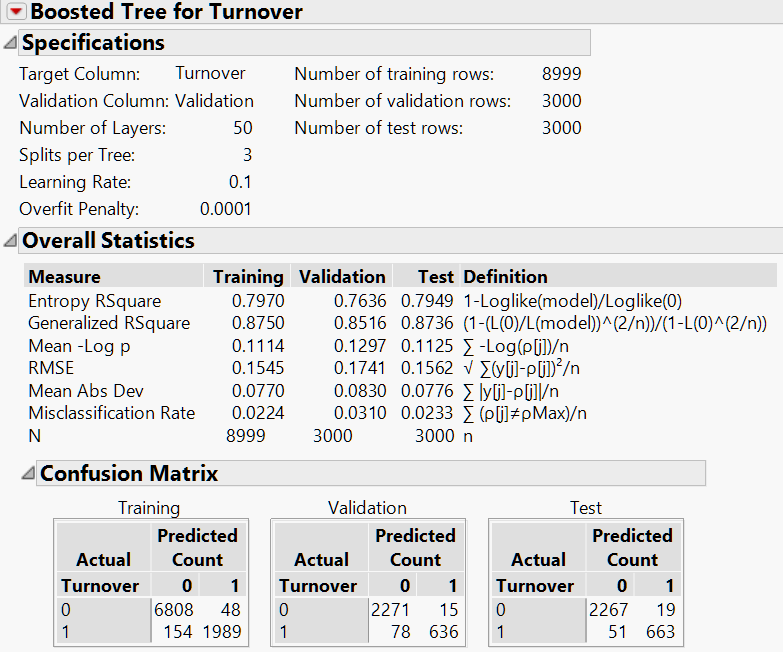 Boosted Tree for Turnover
Specifications
Target Column: Turnover Number of training rows: 8999
Validation Column: Validation Number of validation rows: 3000
Number of Layers: 50 Number of test rows: 3000
Splits per Tree: 3
Learning Rate: 0.1
Overfit Penalty: 0.0001
Overall Statistics
Measure Training Validation Test Definition
Entropy RSquare 0.7970 0.7636 0.7949 1-Loglike(model)/Loglike(0)
Generalized RSquare 0.8750 0.8516 0.8736 (1-(L(0)/L(model))^(2/n))/(1-L(0)^(2/n))
Mean -Log p 0.1114 0.1297 0.1125 ∑ -Log(ρ[j])/n
RMSE 0.1545 0.1741 0.1562 √ ∑(y[j]-ρ[j])²/n
Mean Abs Dev 0.0770 0.0830 0.0776 ∑ |y[j]-ρ[j]|/n
Misclassification Rate 0.0224 0.0310 0.0233 ∑ (ρ[j]≠ρMax)/n
N 8999 3000 3000 n
Confusion Matrix
Training Validation Test
Predicted Predicted Predicted
Actual Count Actual Count Actual Count
Turnover 0 1 Turnover 0 1 Turnover 0 1
0 6808 48 0 2271 15 0 2267 19
1 154 1989 1 78 636 1 51 663